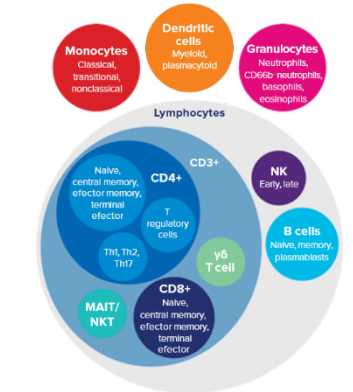 Dendritic
cells
Myeloid,
plasmacytoid
Monocytes
Classical,
transitional,
nonclassical
Granulocytes
Neutrophils,
CD66b- neutrophils,
basophils,
eosinophils
Lymphocytes
CD3+
CD4+
Naive,
central memory,
efector memory,
terminal
efector
T
regulatory
cells
Th1, Th2,
Th17
NK
Early, late
B cells
Naive, memory,
plasmablasts
γδ
T cell
MAIT/
NKT
CD8+
Naive,
central memory,
efector memory,
terminal
efector